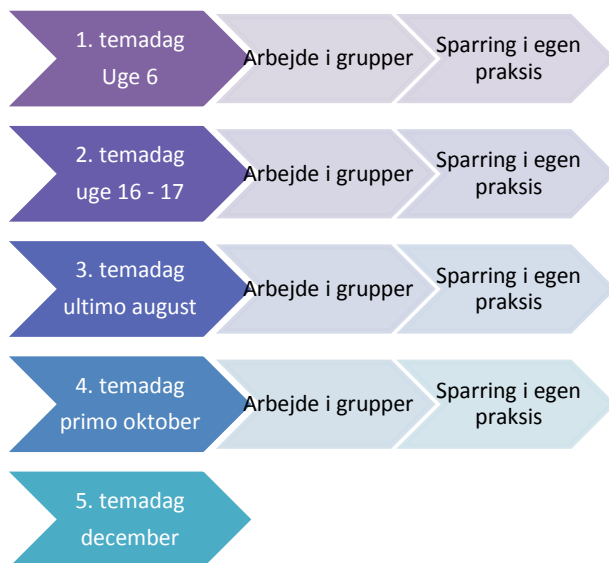 1. temadag
Uge 6
Arbejde i grupper
Sparring i egen
praksis
2. temadag
uge 16 - 17
Arbejde i grupper
Sparring i egen
praksis
3. temadag
ultimo august
Arbejde i grupper
Sparring i egen
praksis
4. temadag
primo oktober
Arbejde i grupper
Sparring i egen
praksis
5. temadag
december